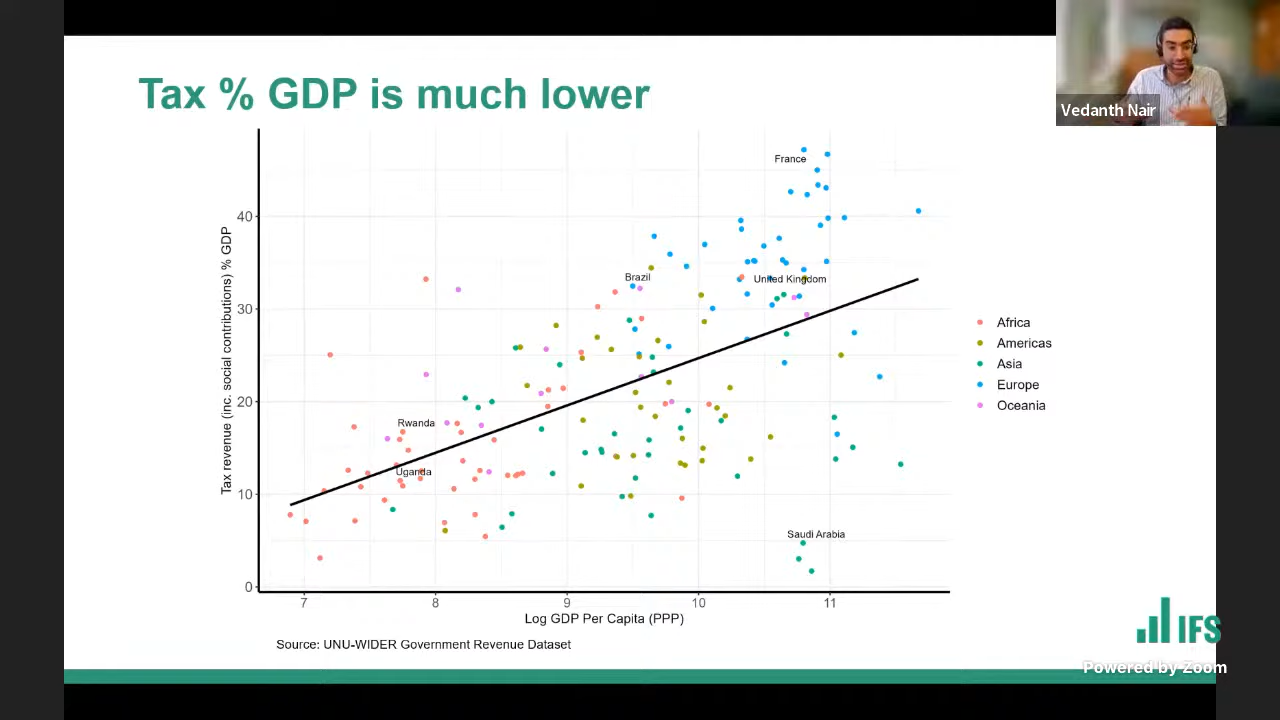 Tax % GDP is much lower
Vedanth Nair
Tax revenue (inc. social contributions) % GDP
40
30
20
10
0
France
Brazil
United Kingdom
Rwanda
Uganda
Saudi Arabia
7
8
9
10
11
Log GDP Per Capita (PPP)
Africa
Americas
Asia
Europe
Oceania
Source: UNU-WIDER Government Revenue Dataset
IFS
Powered by Zoom